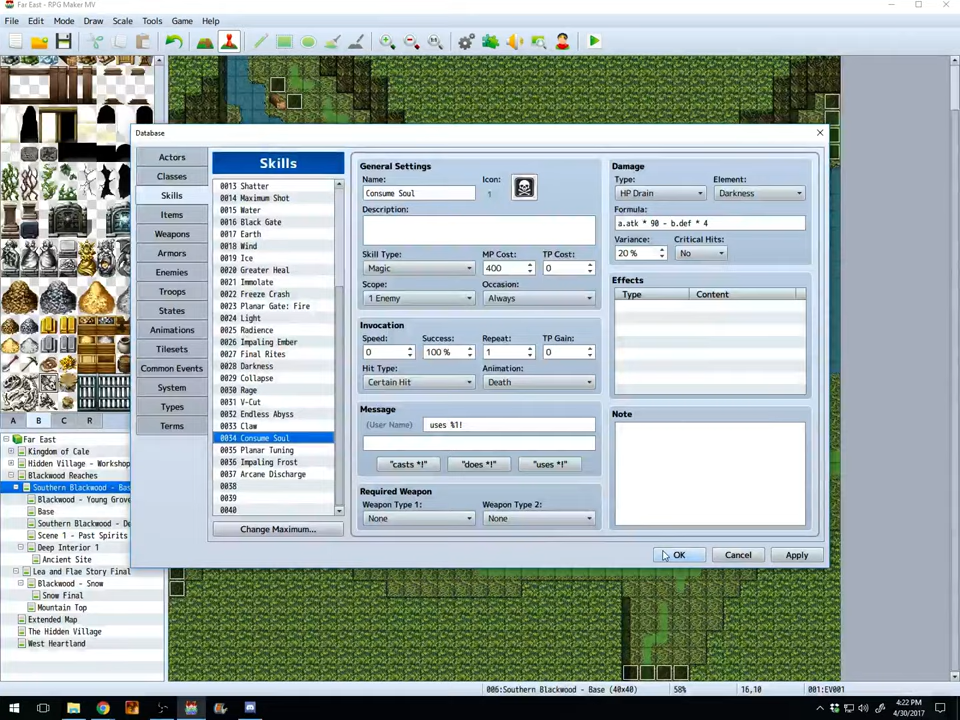 Far East - RPG Maker MV
File Edit Mode Draw Scale Tools Game Help
Database
Actors
Classes
Skills
Items
Weapons
Armors
Enemies
Troops
States
Animations
Tilesets
Common Events
System
Types
Terms
Skills
0013 Shatter
0014 Maximum Shot
0015 Water
0016 Black Gate
0017 Earth
0018 Wind
0019 Ice
0020 Greater Heal
0021 Immolate
0022 Freeze Crash
0023 Planar Gate: Fire
0024 Light
0025 Radience
0026 Impaling Ember
0027 Final Rites
0028 Darkness
0029 Collapse
0030 Rage
0031 V-Cut
0032 Endless Abyss
0033 Claw
0034 Consume Soul
0035 Planar Tuning
0036 Impaling Frost
0037 Arcane Discharge
0038
0039
0040
Change Maximum...
General Settings
Name: Icon:
Consume Soul 1
Description:
Skill Type: MP Cost: TP Cost:
Magic 400 0
Scope: Occasion:
1 Enemy Always
Invocation
Speed: Success: Repeat: TP Gain:
0 100 % 1 0
Hit Type: Animation:
Certain Hit Death
Message
(User Name) uses %1!
"casts *!" "does *!" "uses *!"
Required Weapon
Weapon Type 1: Weapon Type 2:
None None
Damage
Type: Element:
HP Drain Darkness
Formula:
a.atk * 90 - b.def * 4
Variance: Critical Hits:
20 % No
Effects
Type Content
Note
OK Cancel Apply
A B C R
Far East
Kingdom of Cale
Hidden Village - Worksho
Blackwood Reaches
Southern Blackwood - Bas
Blackwood - Young Grove
Base
Southern Blackwood - De
Scene 1 - Past Spirits
Deep Interior 1
Ancient Site
Lea and Flae Story Final
Blackwood - Snow
Snow Final
Mountain Top
Extended Map
The Hidden Village
West Heartland
006:Southern Blackwood - Base (40x40) 58% 16,10 001:EV001
4:22 PM
4/30/2017